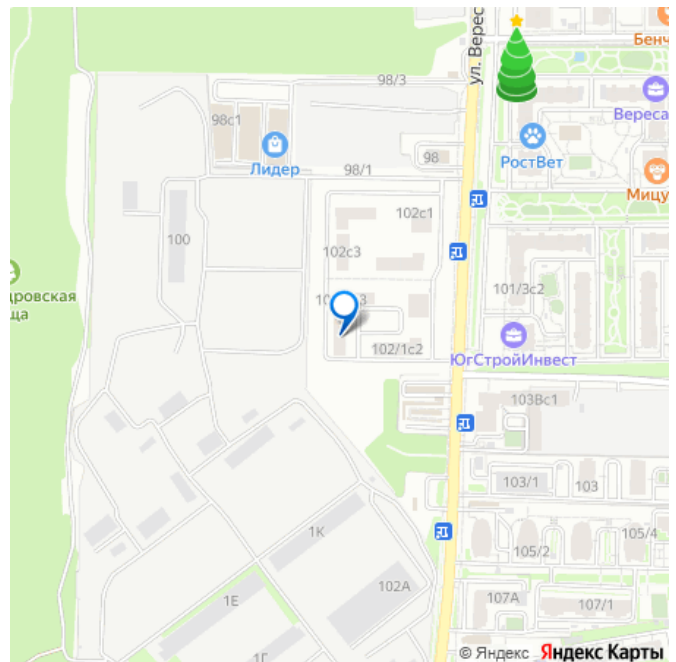 ул. Верес
Бенч
98/3
Вереса
98с1
Лидер
98
РостВет
98/1
Мицу
102с1
100
102с3
101/3с2
дровская
ща
102/1с2
ЮгСтройИнвест
103Вс1
103/1
103
1К
105/2
105/4
102А
1Е
107А
107/1
1Г
© Яндекс Яндекс Карты